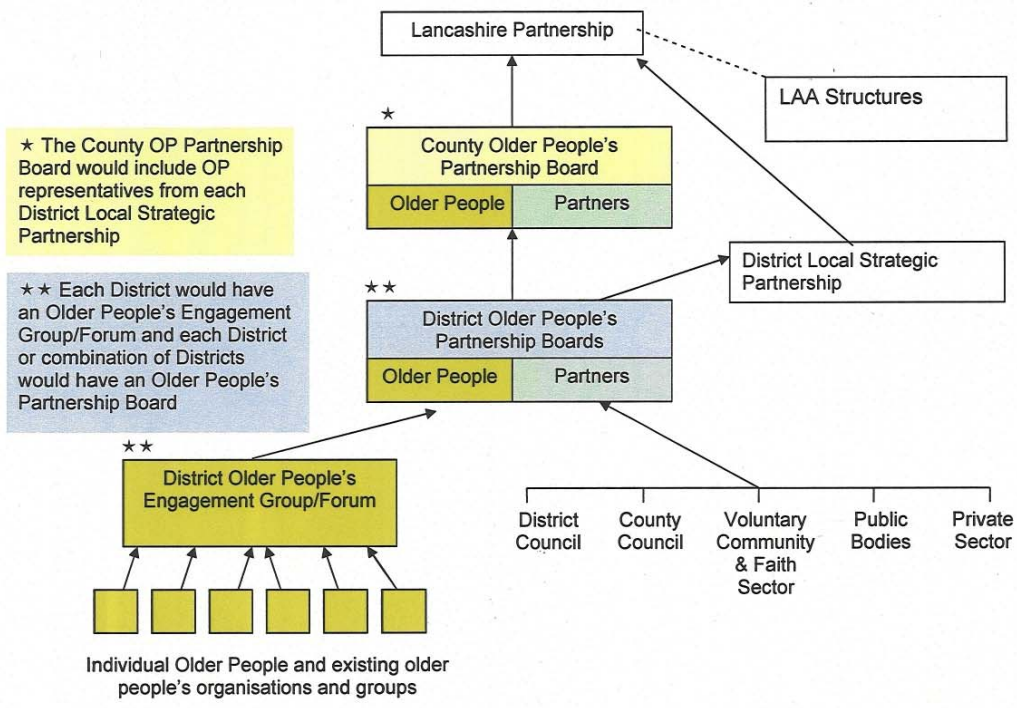 Lancashire Partnership
LAA Structures
★
County Older People's
Partnership Board
Older People
Partners
★ The County OP Partnership
Board would include OP
representatives from each
District Local Strategic
Partnership
District Local Strategic
Partnership
★★ Each District would have
an Older People's Engagement
Group/Forum and each District
or combination of Districts
would have an Older People's
Partnership Board
★★
District Older People's
Partnership Boards
Older People
Partners
★★
District Older People's
Engagement Group/Forum
District
Council
County
Council
Voluntary
Community
& Faith
Sector
Public
Bodies
Private
Sector
Individual Older People and existing older
people's organisations and groups